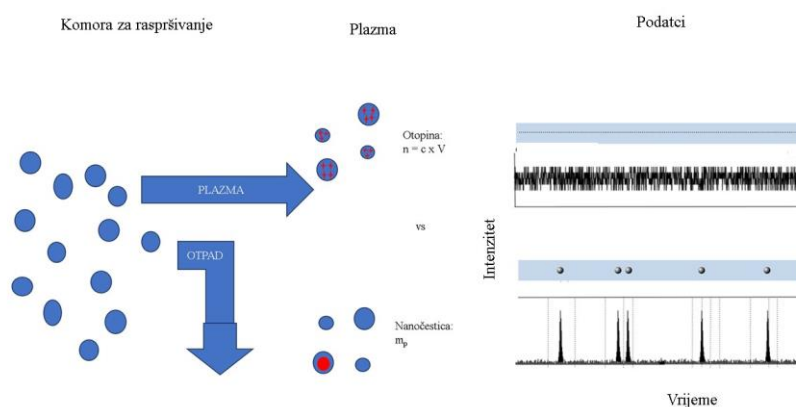 Komora za raspršivanje
Plazma
Podatci
Otopina:
n = c x V
PLAZMA
vs
OTPAD
Intenzitet
Nanočestica:
mp
Vrijeme